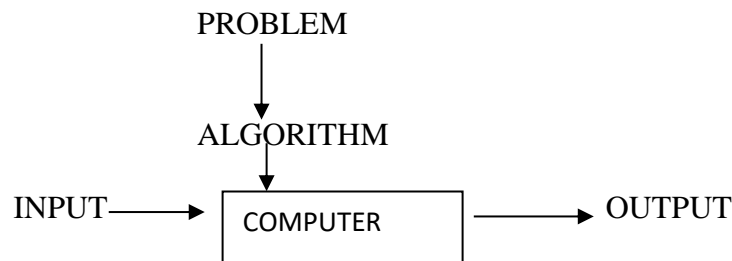 PROBLEM
ALGORITHM
INPUT
COMPUTER
OUTPUT